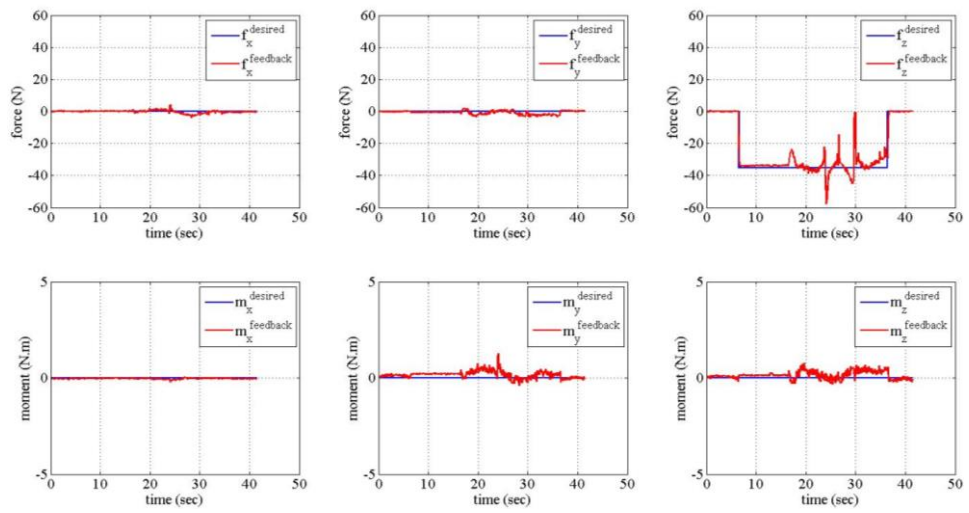 60
40
20
0
-20
-40
-60
force (N)
0 10 20 30 40 50
time (sec)
f_x^desired
f_x^feedback
60
40
20
0
-20
-40
-60
force (N)
0 10 20 30 40 50
time (sec)
f_y^desired
f_y^feedback
60
40
20
0
-20
-40
-60
force (N)
0 10 20 30 40 50
time (sec)
f_z^desired
f_z^feedback
5
0
-5
moment (N.m)
0 10 20 30 40 50
time (sec)
m_x^desired
m_x^feedback
5
0
-5
moment (N.m)
0 10 20 30 40 50
time (sec)
m_y^desired
m_y^feedback
5
0
-5
moment (N.m)
0 10 20 30 40 50
time (sec)
m_z^desired
m_z^feedback